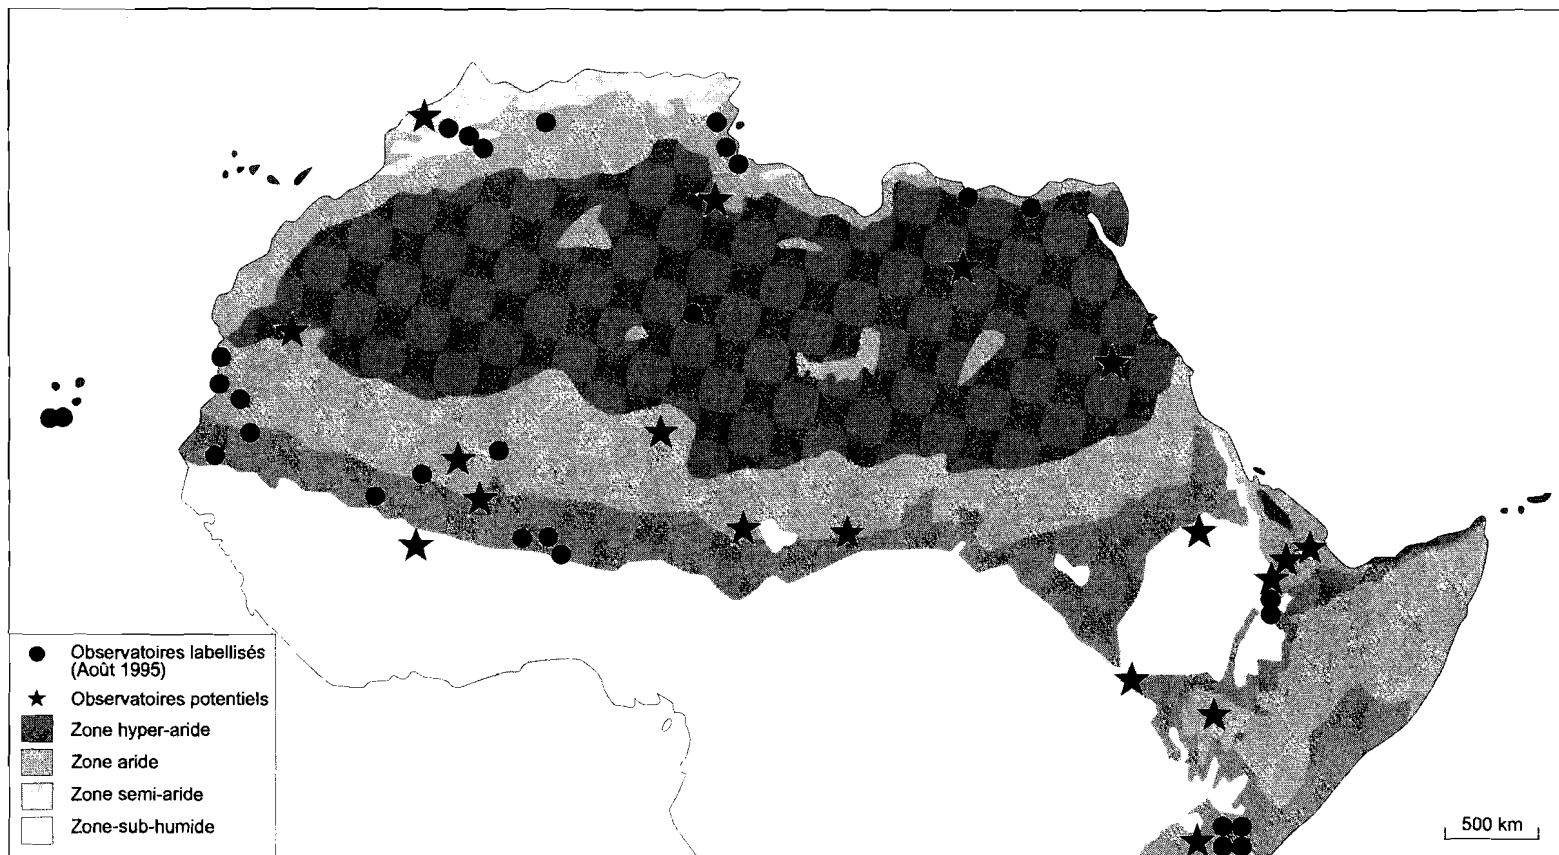 Observatoires labellisés
(Août 1995)
Observatoires potentiels
Zone hyper-aride
Zone aride
Zone semi-aride
Zone-sub-humide
500 km